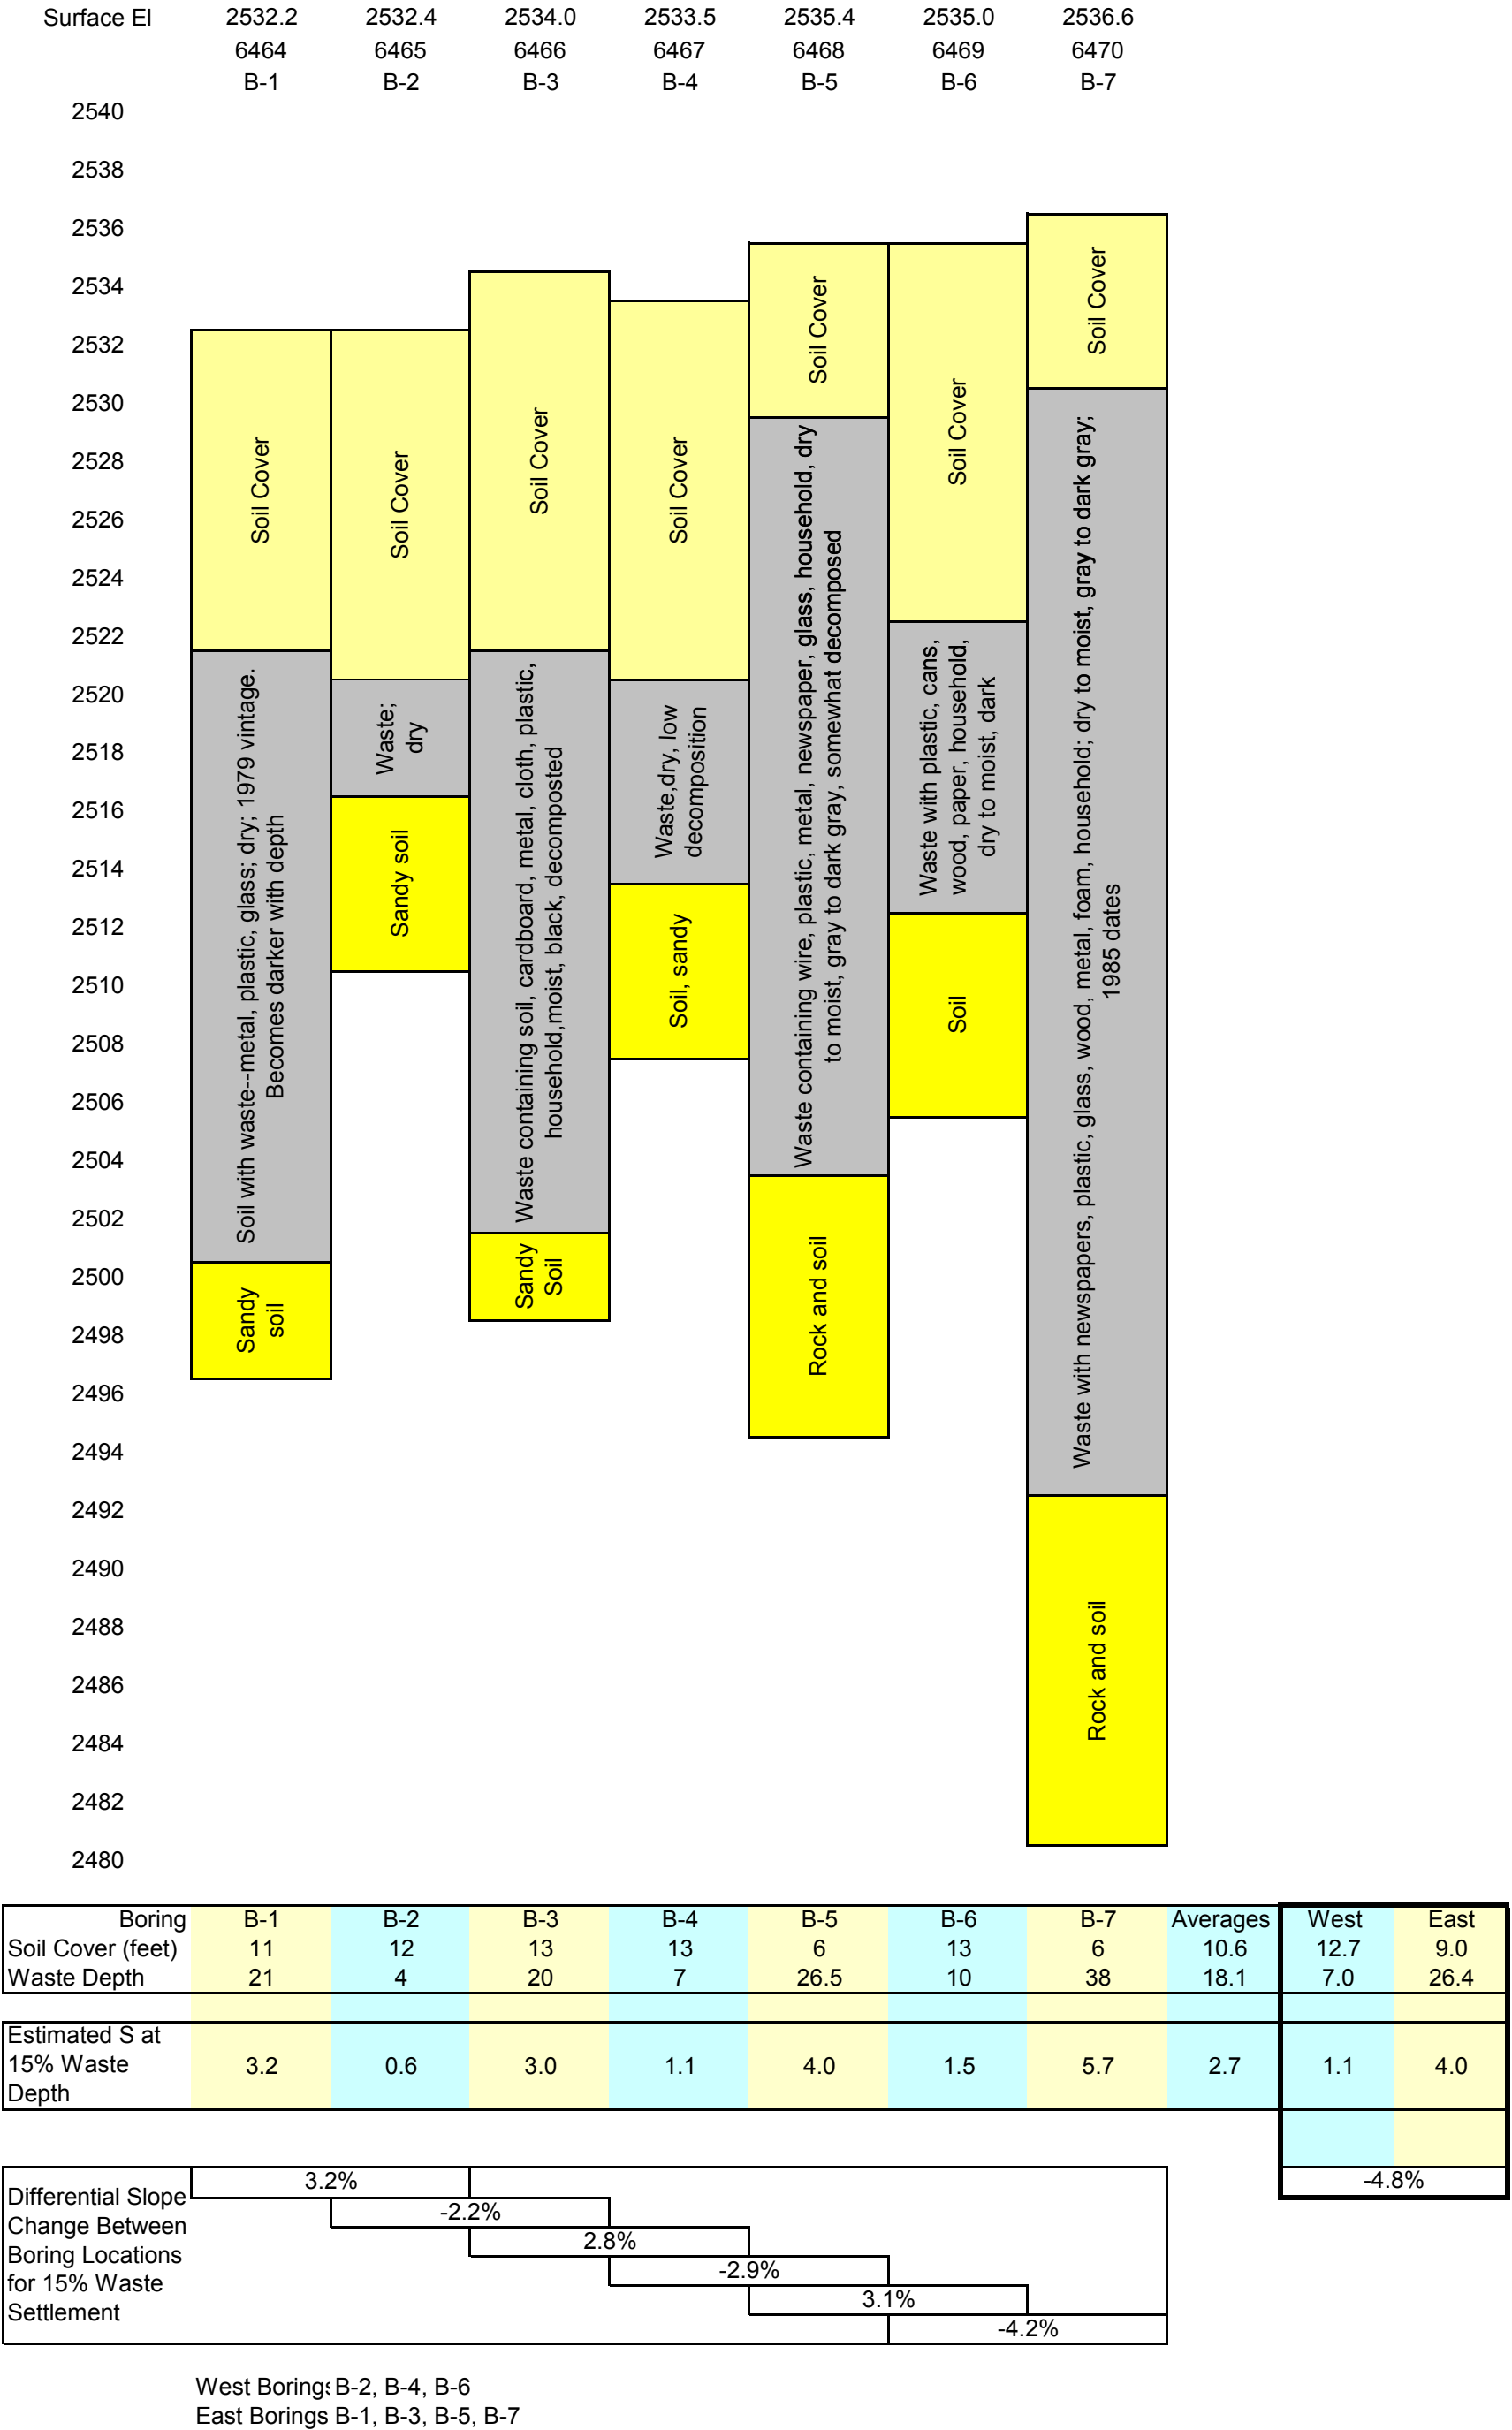 Surface El 2532.2 2532.4 2534.0 2533.5 2535.4 2535.0 2536.6
6464 6465 6466 6467 6468 6469 6470
B-1 B-2 B-3 B-4 B-5 B-6 B-7
2540
2538
2536
2534
2532
2530
2528
2526
2524
2522
2520
2518
2516
2514
2512
2510
2508
2506
2504
2502
2500
2498
2496
2494
2492
2490
2488
2486
2484
2482
2480
Soil Cover
Soil with waste--metal, plastic, glass; dry; 1979 vintage.
Becomes darker with depth
Sandy
soil
Soil Cover
Waste;
dry
Sandy soil
Soil Cover
Waste containing soil, cardboard, metal, cloth, plastic,
household,moist, black, decomposted
Sandy
Soil
Soil Cover
Waste,dry, low
decomposition
Soil, sandy
Soil Cover
Waste containing wire, plastic, metal, newspaper, glass, household, dry
to moist, gray to dark gray, somewhat decomposed
Rock and soil
Soil Cover
Waste with plastic, cans,
wood, paper, household,
dry to moist, dark
Soil
Soil Cover
Waste with newspapers, plastic, glass, wood, metal, foam, household; dry to moist, gray to dark gray;
1985 dates
Rock and soil
Boring B-1 B-2 B-3 B-4 B-5 B-6 B-7 Averages West East
Soil Cover (feet) 11 12 13 13 6 13 6 10.6 12.7 9.0
Waste Depth 21 4 20 7 26.5 10 38 18.1 7.0 26.4
Estimated S at
15% Waste 3.2 0.6 3.0 1.1 4.0 1.5 5.7 2.7 1.1 4.0
Depth
3.2% -4.8%
Differential Slope
-2.2%
Change Between
2.8%
Boring Locations
-2.9%
for 15% Waste
3.1%
Settlement
-4.2%
West Borings B-2, B-4, B-6
East Borings B-1, B-3, B-5, B-7